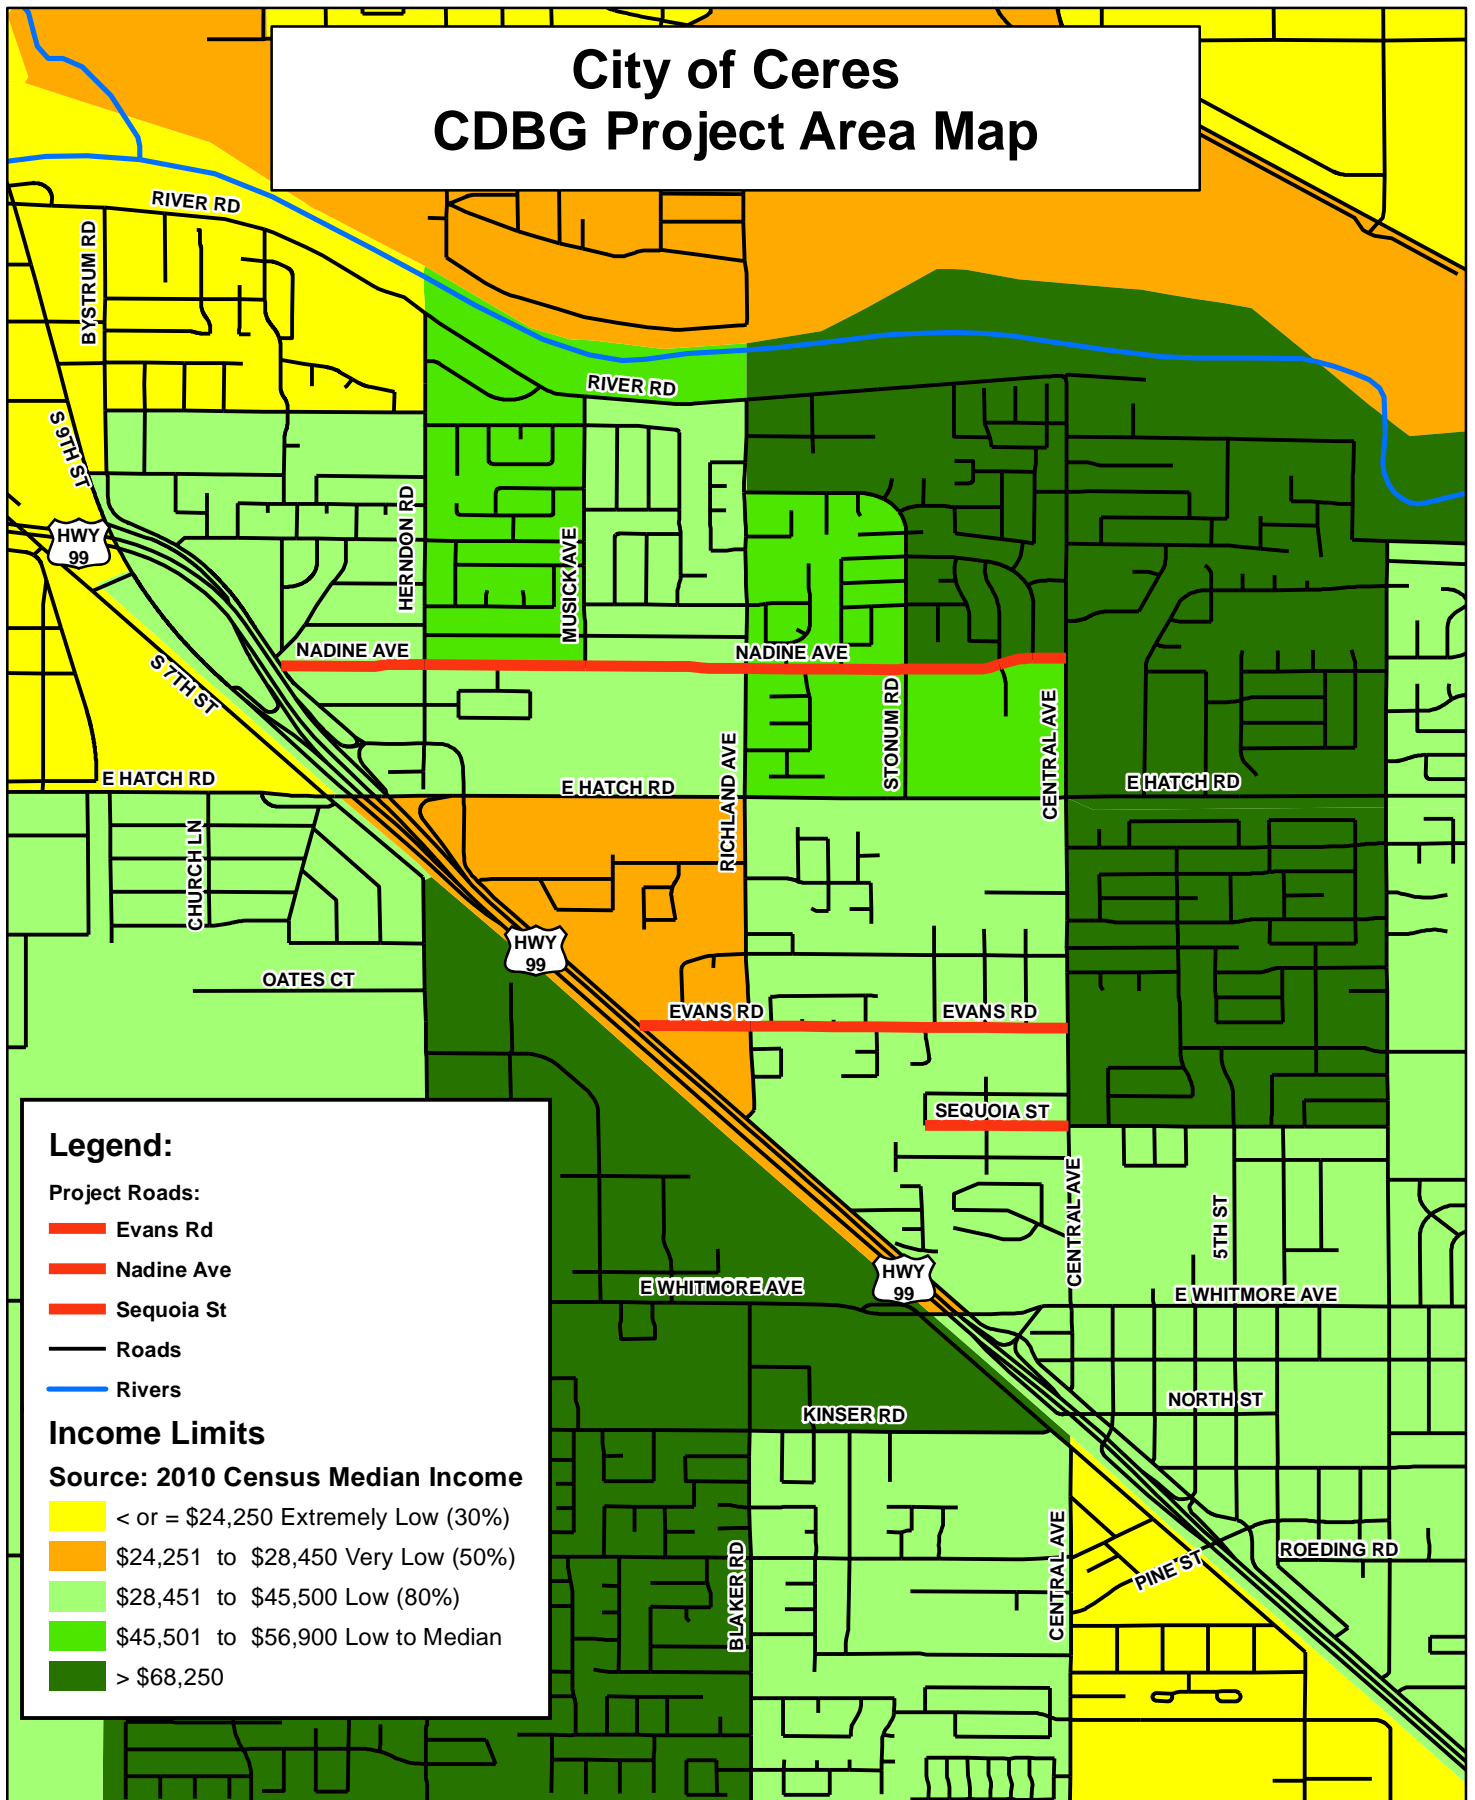 City of Ceres
CDBG Project Area Map
RIVER RD
BYSTRUM RD
RIVER RD
S 9TH ST
HWY
99
HERNDON RD
MUSICK AVE
NADINE AVE
NADINE AVE
S 7TH ST
STONUM RD
CENTRAL AVE
RICHLAND AVE
E HATCH RD
E HATCH RD
E HATCH RD
CHURCH LN
HWY
99
OATES CT
EVANS RD
EVANS RD
SEQUOIA ST
CENTRAL AVE
5TH ST
HWY
99
E WHITMORE AVE
E WHITMORE AVE
NORTH ST
KINSER RD
BLAKER RD
CENTRAL AVE
PINE ST
ROEDING RD
Legend:
Project Roads:
Evans Rd
Nadine Ave
Sequoia St
Roads
Rivers
Income Limits
Source: 2010 Census Median Income
< or = $24,250 Extremely Low (30%)
$24,251 to $28,450 Very Low (50%)
$28,451 to $45,500 Low (80%)
$45,501 to $56,900 Low to Median
> $68,250